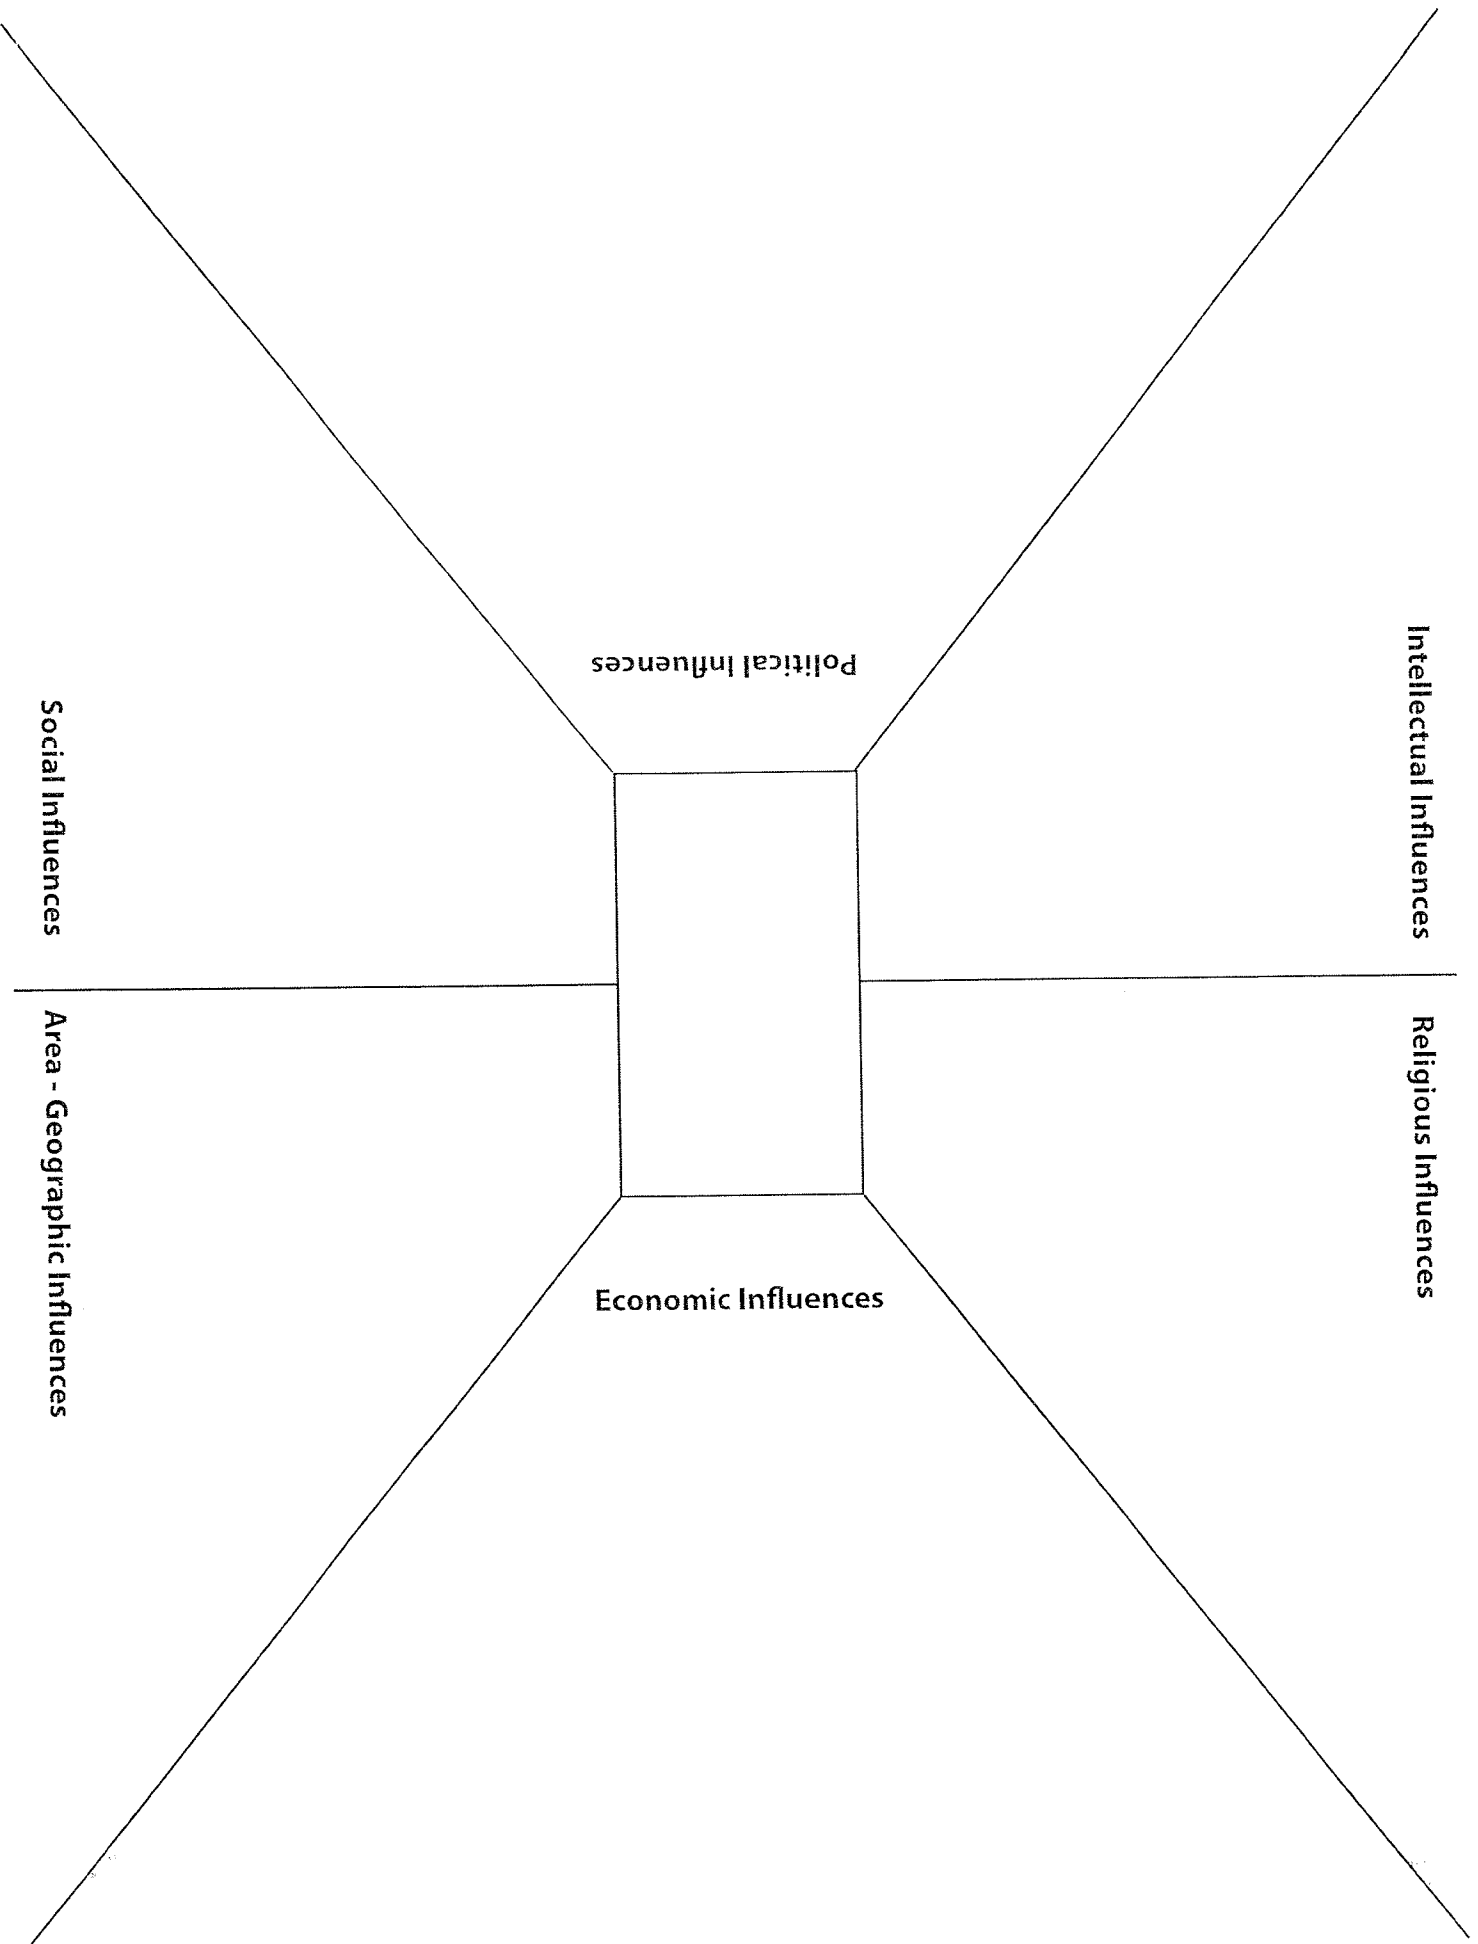 Political Influences
Intellectual Influences
Social Influences
Religious Influences
Area - Geographic Influences
Economic Influences